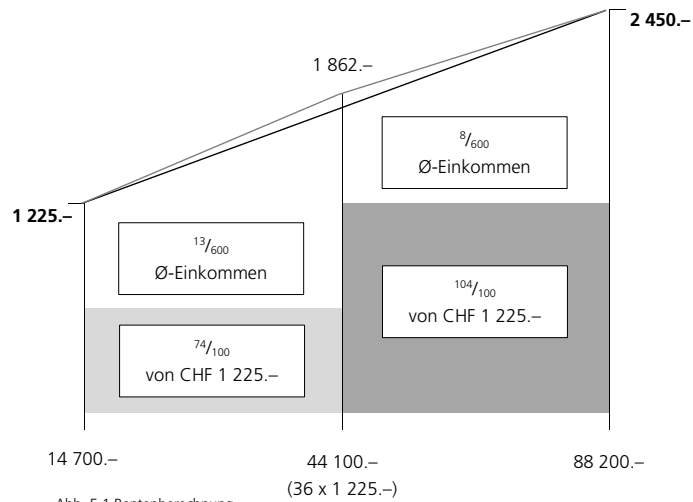 2 450.–
1 862.–
8/600
Ø-Einkommen
1 225.–
13/600
Ø-Einkommen
104/100
von CHF 1 225.–
74/100
von CHF 1 225.–
14 700.–
44 100.–
88 200.–
(36 x 1 225.–)